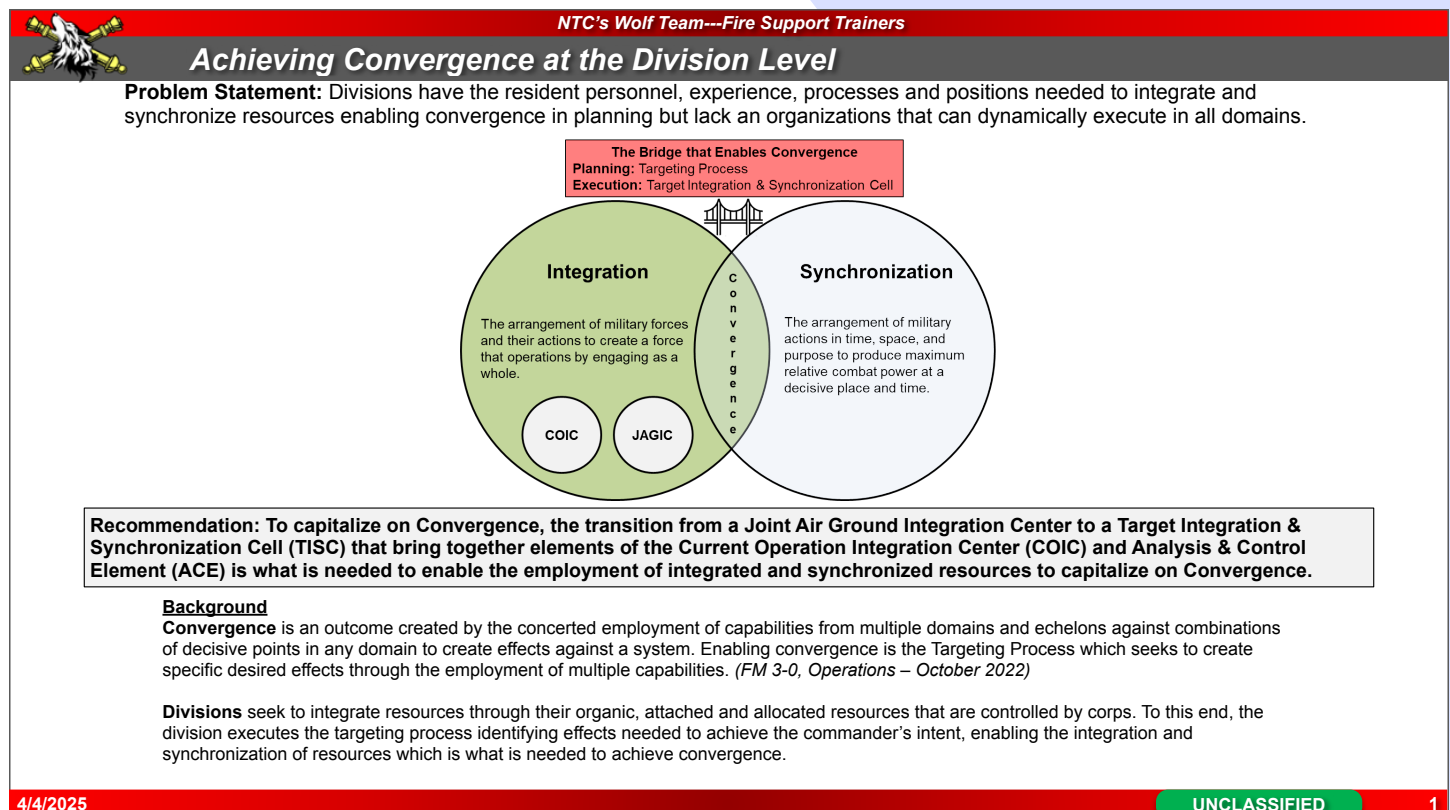 NTC's Wolf Team---Fire Support Trainers
Achieving Convergence at the Division Level
Problem Statement: Divisions have the resident personnel, experience, processes and positions needed to integrate and
synchronize resources enabling convergence in planning but lack an organizations that can dynamically execute in all domains.
The Bridge that Enables Convergence
Planning: Targeting Process
Execution: Target Integration & Synchronization Cell
Integration
The arrangement of military forces
and their actions to create a force
that operations by engaging as a
whole.
COIC
JAGIC
Convergence
Synchronization
The arrangement of military
actions in time, space, and
purpose to produce maximum
relative combat power at a
decisive place and time.
Recommendation: To capitalize on Convergence, the transition from a Joint Air Ground Integration Center to a Target Integration &
Synchronization Cell (TISC) that bring together elements of the Current Operation Integration Center (COIC) and Analysis & Control
Element (ACE) is what is needed to enable the employment of integrated and synchronized resources to capitalize on Convergence.
Background
Convergence is an outcome created by the concerted employment of capabilities from multiple domains and echelons against combinations
of decisive points in any domain to create effects against a system. Enabling convergence is the Targeting Process which seeks to create
specific desired effects through the employment of multiple capabilities. (FM 3-0, Operations – October 2022)
Divisions seek to integrate resources through their organic, attached and allocated resources that are controlled by corps. To this end, the
division executes the targeting process identifying effects needed to achieve the commander's intent, enabling the integration and
synchronization of resources which is what is needed to achieve convergence.
4/4/2025
UNCLASSIFIED
1